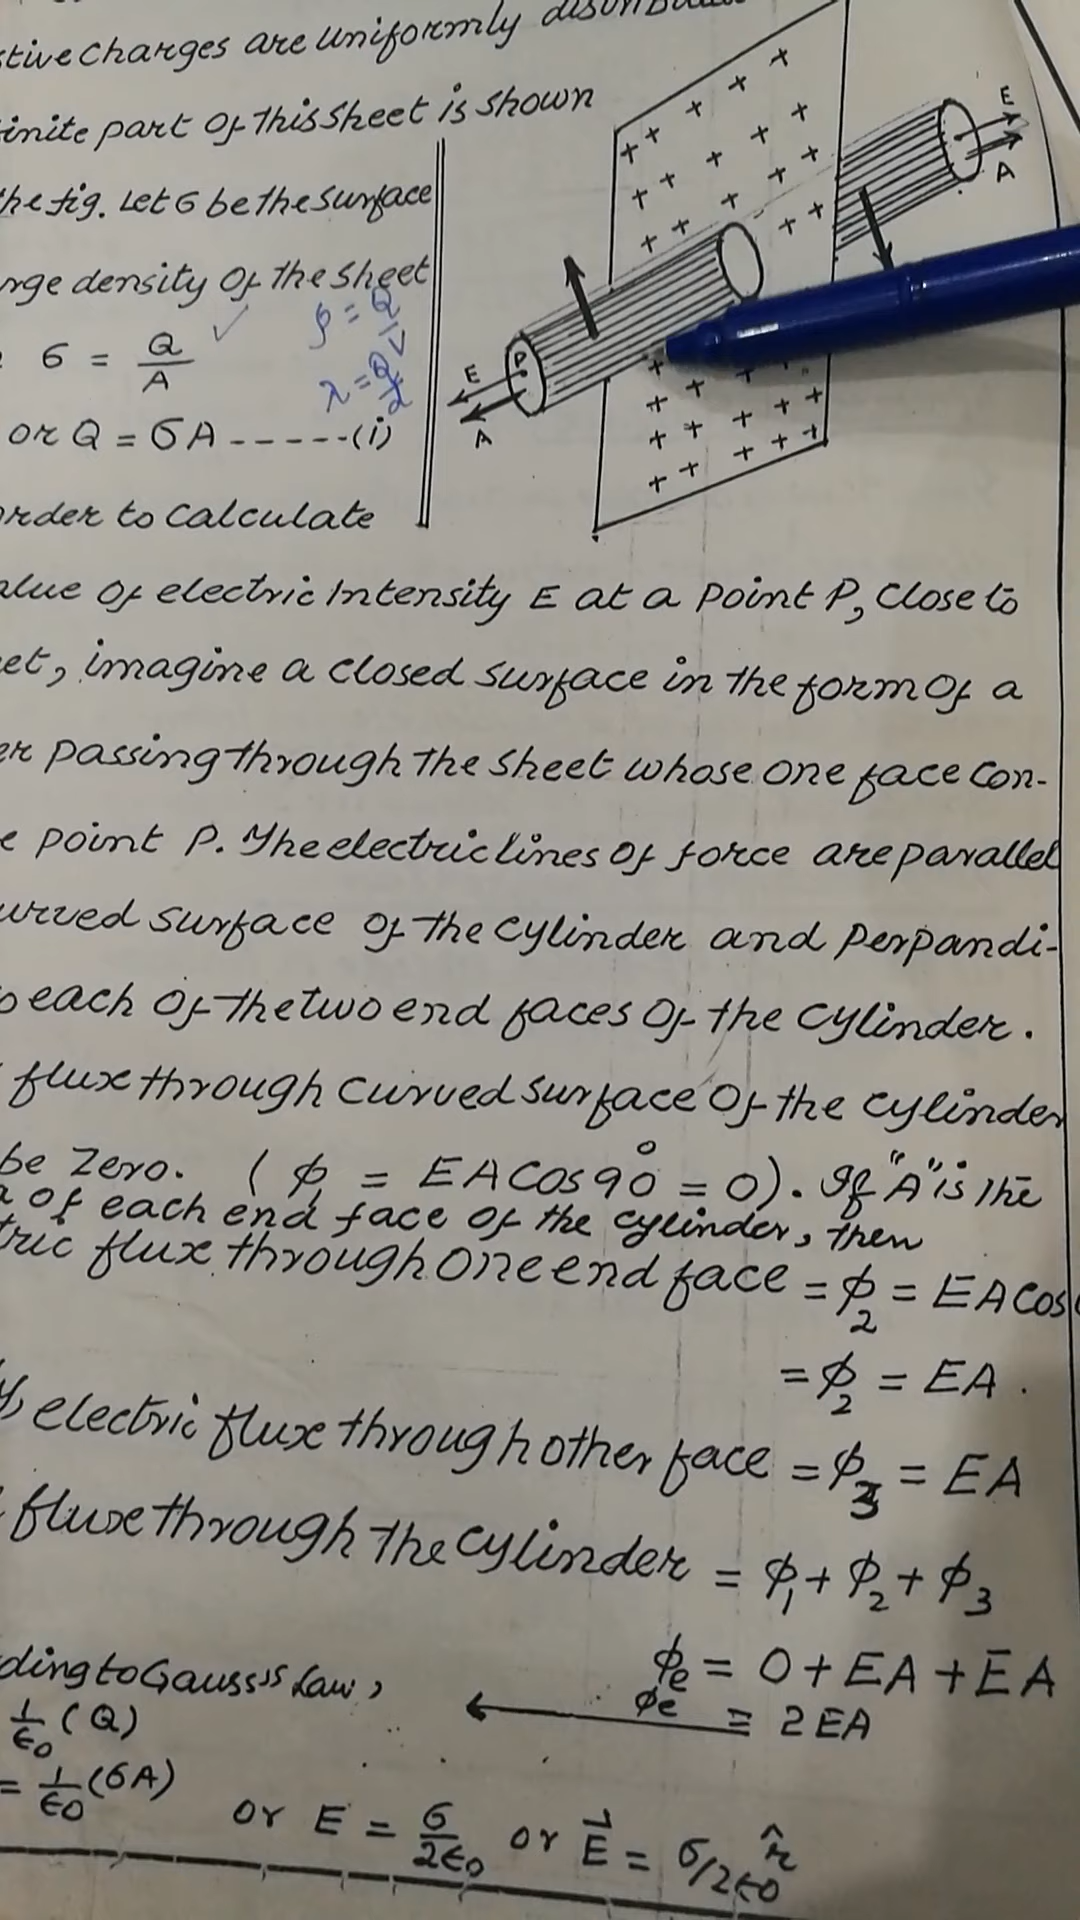 stive charges are uniformly
inite part of this sheet is shown
the fig. Let σ be the surface
rge density of the sheet
σ = Q/A
ρ = Q/V
λ = Q/L
or Q = σA ------(i)
order to calculate
alue of electric intensity E at a point P, close to
et, imagine a closed surface in the form of a
er passing through the sheet whose one face con-
e point P. The electric lines of force are parallel
urved surface of the cylinder and perpandi-
o each of the two end faces of the cylinder.
flux through curved surface of the cylinder
be zero. ( φ = EA cos 90° = 0). If "A" is the
a of each end face of the cylinder, then
tric flux through one end face = φ2 = EA cos
= φ2 = EA .
y, electric flux through other face = φ3 = EA
flux through the cylinder = φ1 + φ2 + φ3
ding to Gauss's Law,
φe = 0 + EA + EA
φe = 2EA
1/ϵ0 (Q)
= 1/ϵ0 (σA)
or E = σ/2ϵ0 or E⃗ = σ/2ϵ0 r̂
E
A
P
E
A